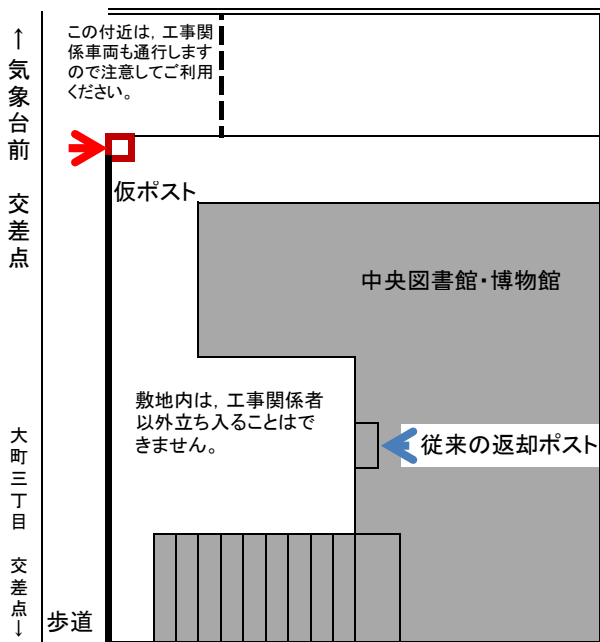 この付近は，工事関
係車両も通行します
ので注意してご利用
ください。
↑気象台前 交差点
仮ポスト
中央図書館・博物館
敷地内は，工事関係者
以外立ち入ることはで
きません。
従来の返却ポスト
大町三丁目 交差点↓
歩道